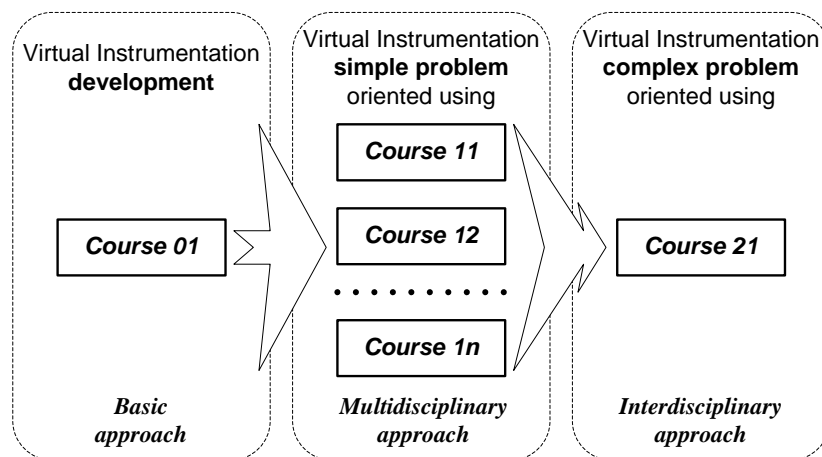 Virtual Instrumentation
development
Course 01
Basic
approach
Virtual Instrumentation
simple problem
oriented using
Course 11
Course 12
..........
Course 1n
Multidisciplinary
approach
Virtual Instrumentation
complex problem
oriented using
Course 21
Interdisciplinary
approach